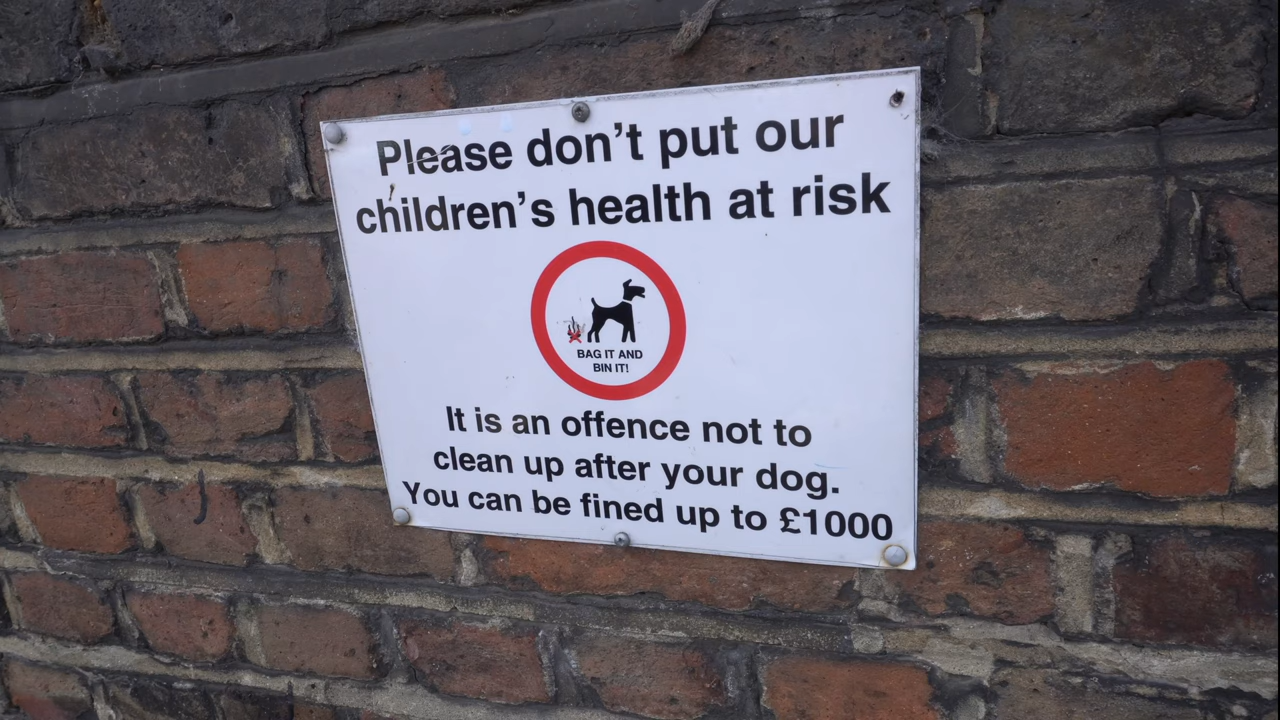 Please don't put our
children's health at risk
BAG IT AND
BIN IT!
It is an offence not to
clean up after your dog.
You can be fined up to £1000